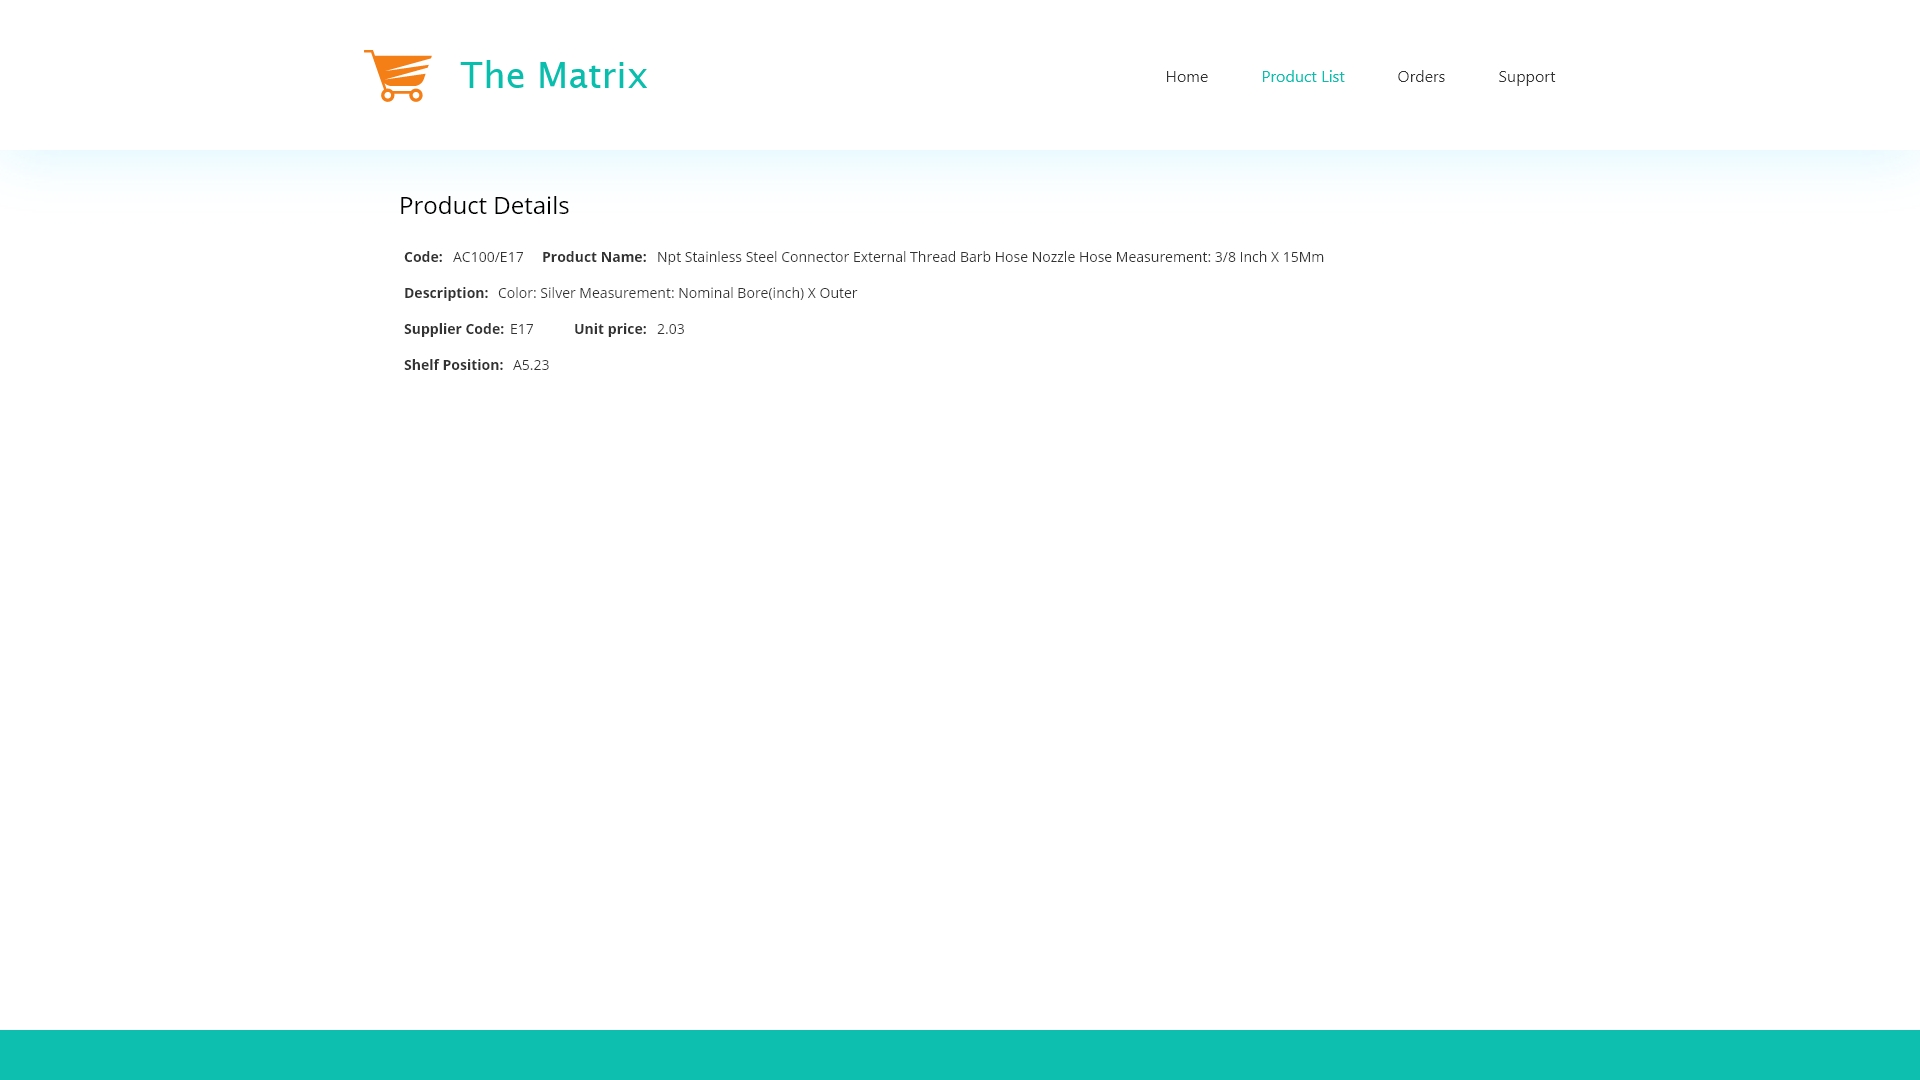 The Matrix
Home Product List Orders Support
Product Details
Code: AC100/E17 Product Name: Npt Stainless Steel Connector External Thread Barb Hose Nozzle Hose Measurement: 3/8 Inch X 15Mm
Description: Color: Silver Measurement: Nominal Bore(inch) X Outer
Supplier Code: E17 Unit price: 2.03
Shelf Position: A5.23